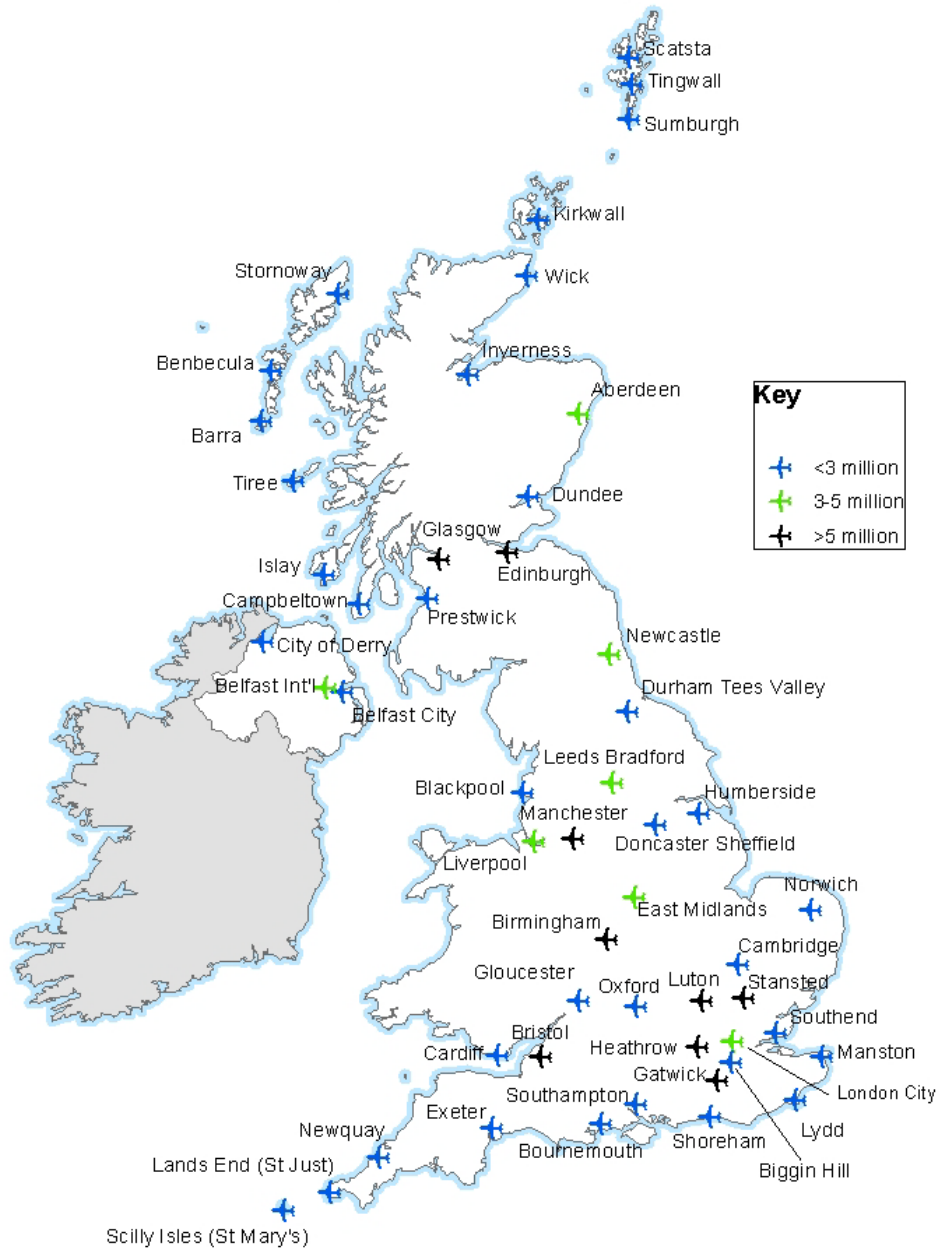 Scatsta
Tingwall
Sumburgh
Kirkwall
Stornoway
Wick
Inverness
Benbecula
Aberdeen
Key
Barra
<3 million
Tiree
Dundee
3-5 million
Glasgow
>5 million
Islay
Edinburgh
Campbeltown
Prestwick
City of Derry
Newcastle
Belfast Int'l
Durham Tees Valley
Belfast City
Leeds Bradford
Blackpool
Humberside
Manchester
Doncaster Sheffield
Liverpool
Norwich
East Midlands
Birmingham
Cambridge
Gloucester
Oxford
Luton
Stansted
Southend
Bristol
Cardiff
Heathrow
Manston
Gatwick
London City
Southampton
Exeter
Lydd
Newquay
Shoreham
Bournemouth
Lands End (St Just)
Biggin Hill
Scilly Isles (St Mary's)